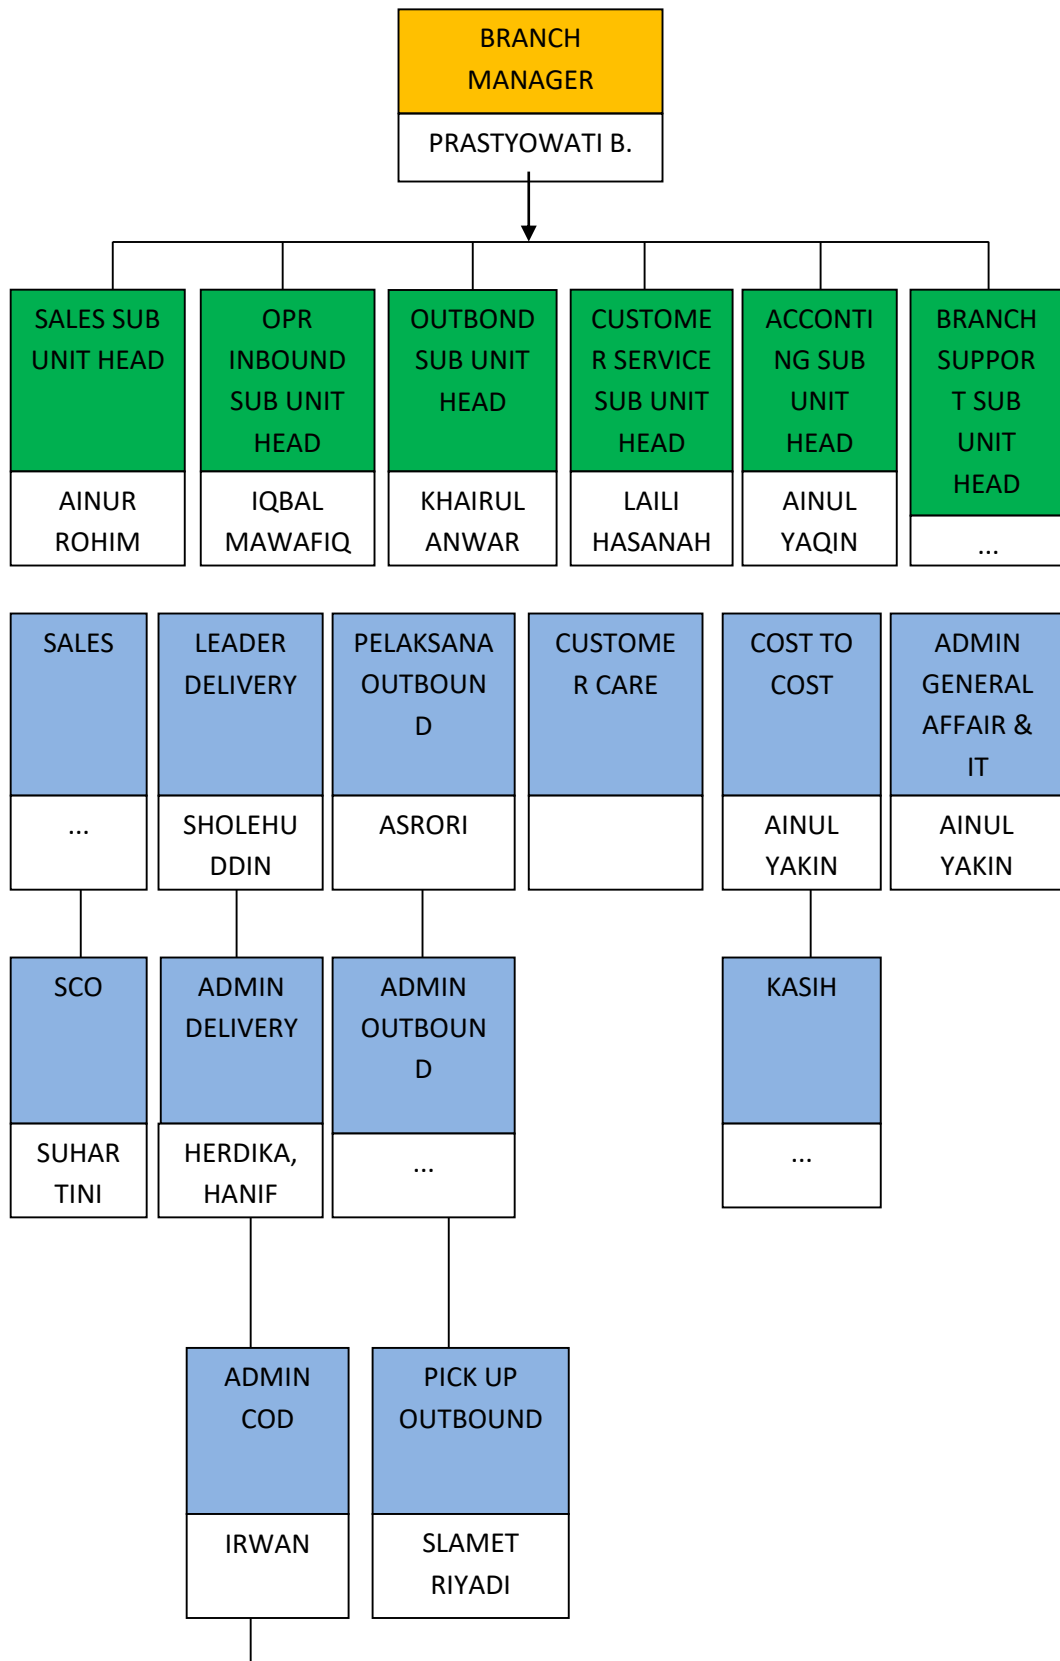 BRANCH
MANAGER
PRASTYOWATI B.
SALES SUB
UNIT HEAD
AINUR
ROHIM
OPR
INBOUND
SUB UNIT
HEAD
IQBAL
MAWAFIQ
OUTBOND
SUB UNIT
HEAD
KHAIRUL
ANWAR
CUSTOME
R SERVICE
SUB UNIT
HEAD
LAILI
HASANAH
ACCONTI
NG SUB
UNIT
HEAD
AINUL
YAQIN
BRANCH
SUPPOR
T SUB
UNIT
HEAD
...
SALES
...
LEADER
DELIVERY
SHOLEHU
DDIN
PELAKSANA
OUTBOUN
D
ASRORI
CUSTOME
R CARE
COST TO
COST
AINUL
YAKIN
ADMIN
GENERAL
AFFAIR &
IT
AINUL
YAKIN
SCO
SUHAR
TINI
ADMIN
DELIVERY
HERDIKA,
HANIF
ADMIN
OUTBOUN
D
...
KASIH
...
ADMIN
COD
IRWAN
PICK UP
OUTBOUND
SLAMET
RIYADI